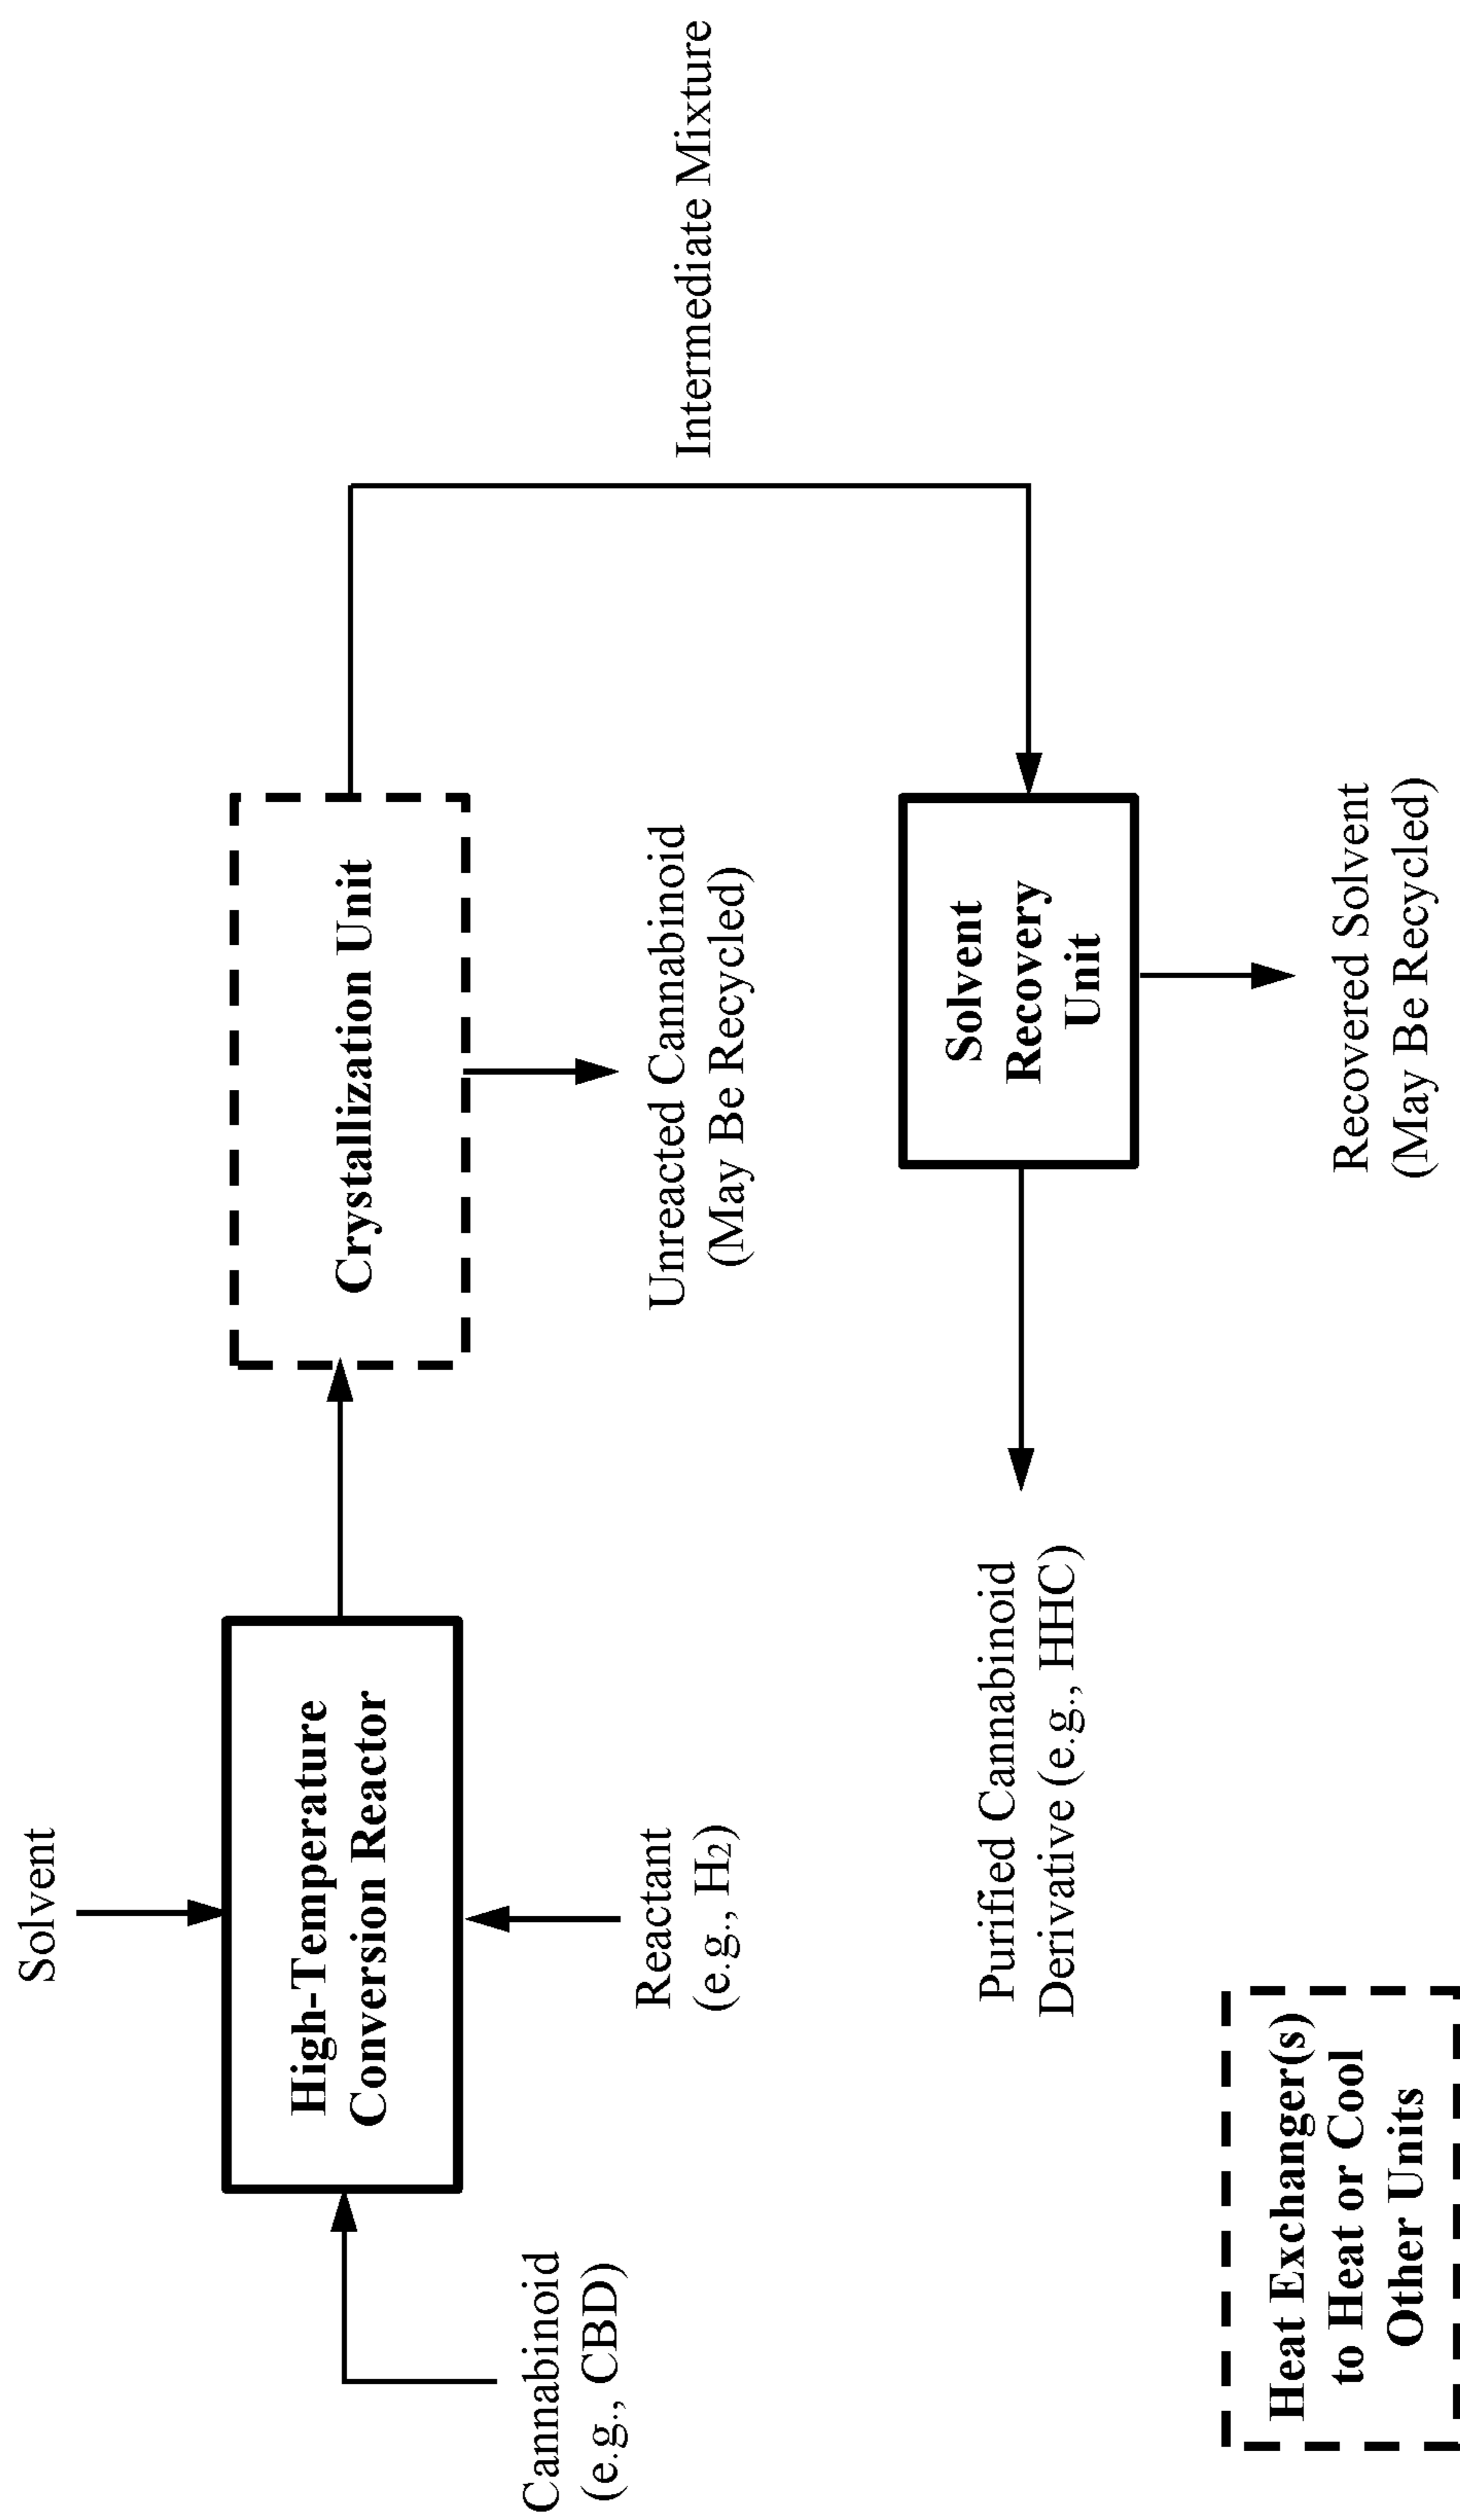 Solvent
High-Temperature
Conversion Reactor
Cannabinoid
(e.g., CBD)
Reactant
(e.g., H₂)
Crystallization Unit
Unreacted Cannabinoid
(May Be Recycled)
Intermediate Mixture
Solvent
Recovery
Unit
Purified Cannabinoid
Derivative (e.g., HHC)
Recovered Solvent
(May Be Recycled)
Heat Exchanger(s)
to Heat or Cool
Other Units